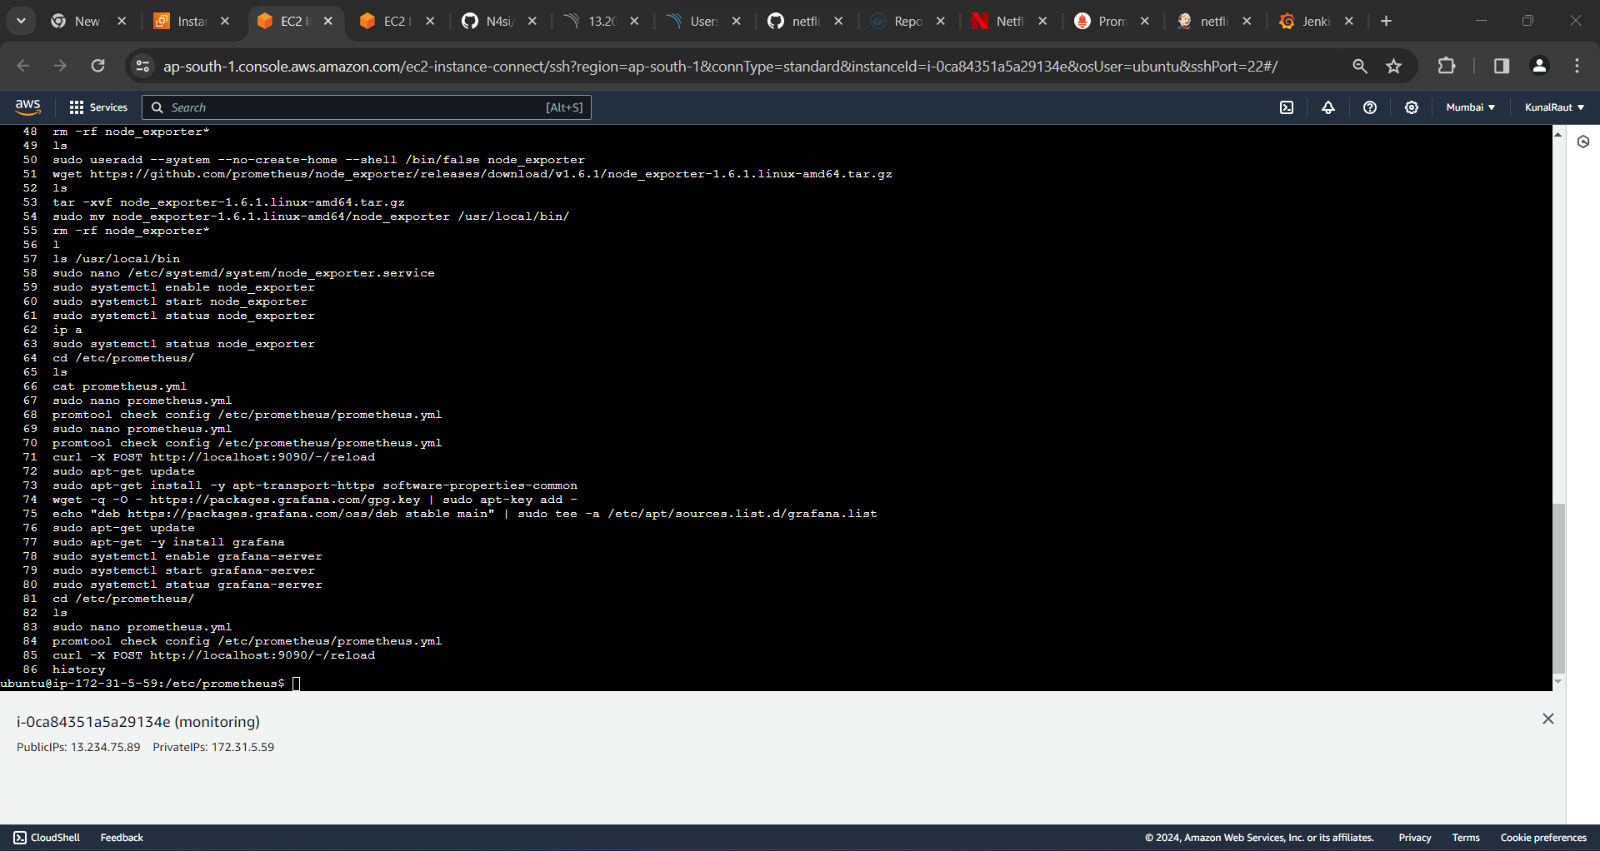 New
Instan
EC2 I
EC2 I
N4si/
13.20
Users
netfli
Repo
Netfl
Prom
netfli
Jenki
ap-south-1.console.aws.amazon.com/ec2-instance-connect/ssh?region=ap-south-1&connType=standard&instanceId=i-0ca84351a5a29134e&osUser=ubuntu&sshPort=22#/
aws Services Search [Alt+S] Mumbai KunalRaut
48 rm -rf node_exporter*
49 ls
50 sudo useradd --system --no-create-home --shell /bin/false node_exporter
51 wget https://github.com/prometheus/node_exporter/releases/download/v1.6.1/node_exporter-1.6.1.linux-amd64.tar.gz
52 ls
53 tar -xvf node_exporter-1.6.1.linux-amd64.tar.gz
54 sudo mv node_exporter-1.6.1.linux-amd64/node_exporter /usr/local/bin/
55 rm -rf node_exporter*
56 l
57 ls /usr/local/bin
58 sudo nano /etc/systemd/system/node_exporter.service
59 sudo systemctl enable node_exporter
60 sudo systemctl start node_exporter
61 sudo systemctl status node_exporter
62 ip a
63 sudo systemctl status node_exporter
64 cd /etc/prometheus/
65 ls
66 cat prometheus.yml
67 sudo nano prometheus.yml
68 promtool check config /etc/prometheus/prometheus.yml
69 sudo nano prometheus.yml
70 promtool check config /etc/prometheus/prometheus.yml
71 curl -X POST http://localhost:9090/-/reload
72 sudo apt-get update
73 sudo apt-get install -y apt-transport-https software-properties-common
74 wget -q -O - https://packages.grafana.com/gpg.key | sudo apt-key add -
75 echo "deb https://packages.grafana.com/oss/deb stable main" | sudo tee -a /etc/apt/sources.list.d/grafana.list
76 sudo apt-get update
77 sudo apt-get -y install grafana
78 sudo systemctl enable grafana-server
79 sudo systemctl start grafana-server
80 sudo systemctl status grafana-server
81 cd /etc/prometheus/
82 ls
83 sudo nano prometheus.yml
84 promtool check config /etc/prometheus/prometheus.yml
85 curl -X POST http://localhost:9090/-/reload
86 history
ubuntu@ip-172-31-5-59:/etc/prometheus$
i-0ca84351a5a29134e (monitoring)
PublicIPs: 13.234.75.89 PrivateIPs: 172.31.5.59
CloudShell Feedback © 2024, Amazon Web Services, Inc. or its affiliates. Privacy Terms Cookie preferences